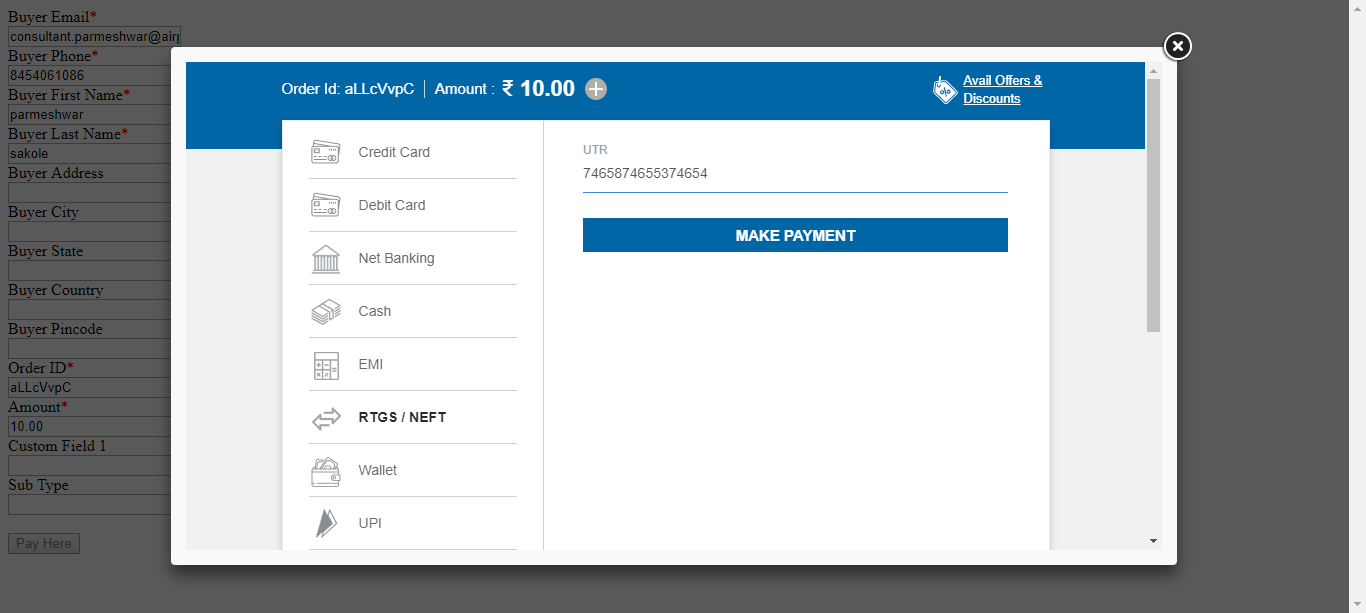 Buyer Email*
consultant.parmeshwar@airp
Buyer Phone*
8454061086
Buyer First Name*
parmeshwar
Buyer Last Name*
sakole
Buyer Address
Buyer City
Buyer State
Buyer Country
Buyer Pincode
Order ID*
aLLcVvpC
Amount*
10.00
Custom Field 1
Sub Type
Pay Here
Order Id: aLLcVvpC | Amount : ₹ 10.00
Avail Offers &
Discounts
Credit Card
Debit Card
Net Banking
Cash
EMI
RTGS / NEFT
Wallet
UPI
UTR
7465874655374654
MAKE PAYMENT